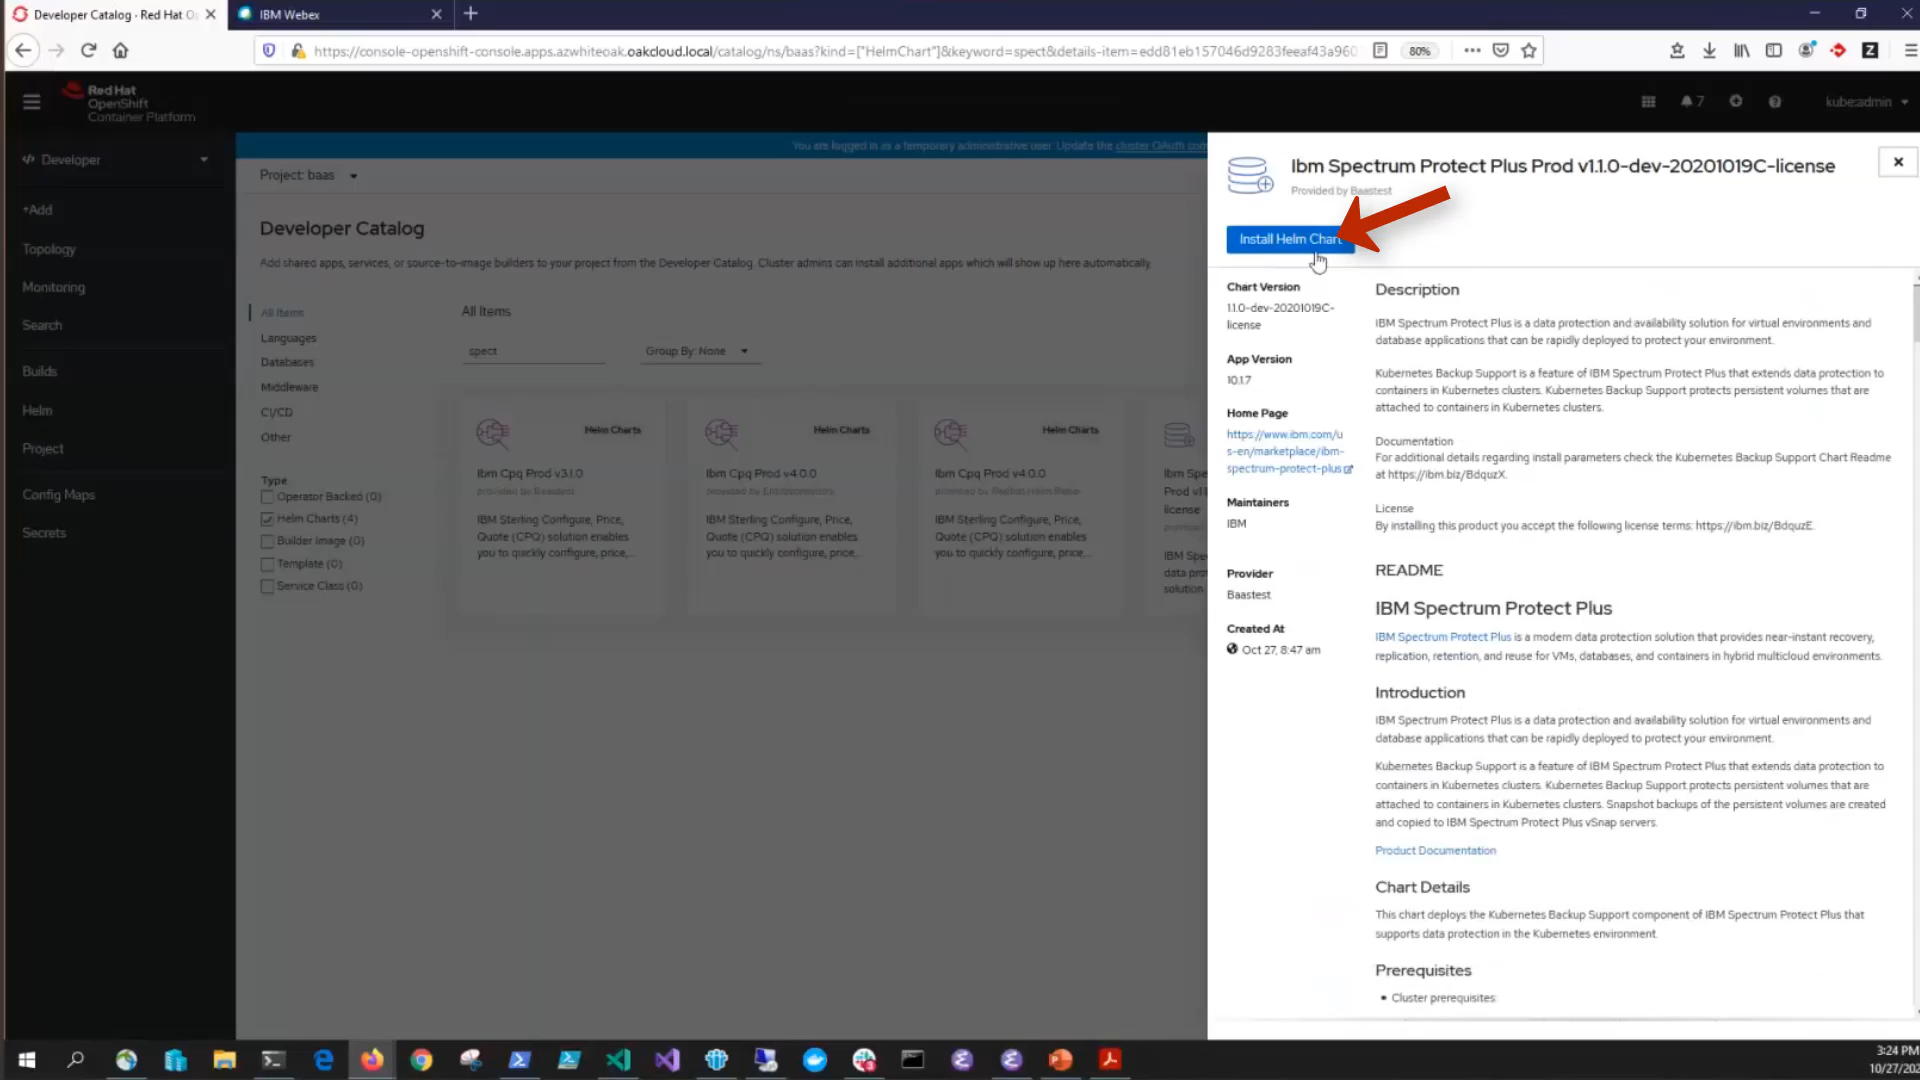 Developer Catalog · Red Hat O
IBM Webex
https://console-openshift-console.apps.azwhiteoak.oakcloud.local/catalog/ns/baas?kind=["HelmChart"]&keyword=spect&details-item=edd81eb157046d9283feeaf43a960
80%
Red Hat
OpenShift
Container Platform
7
kube:admin
Developer
You are logged in as a temporary administrative user. Update the cluster OAuth con
Project: baas
+Add
Topology
Monitoring
Search
Builds
Helm
Project
Config Maps
Secrets
Developer Catalog
Add shared apps, services, or source-to-image builders to your project from the Developer Catalog. Cluster admins can install additional apps which will show up here automatically.
All Items
Languages
Databases
Middleware
CI/CD
Other
Type
Operator Backed (0)
Helm Charts (4)
Builder Image (0)
Template (0)
Service Class (0)
All Items
spect
Group By: None
Helm Charts
Ibm Cpq Prod v3.1.0
provided by Baastest
IBM Sterling Configure, Price,
Quote (CPQ) solution enables
you to quickly configure, price,...
Helm Charts
Ibm Cpq Prod v4.0.0
IBM Sterling Configure, Price,
Quote (CPQ) solution enables
you to quickly configure, price,...
Helm Charts
Ibm Cpq Prod v4.0.0
provided by Redhat Helm Repo
IBM Sterling Configure, Price,
Quote (CPQ) solution enables
you to quickly configure, price,...
Ibm Spe
Prod v1.1
license
IBM Spe
data prot
solution
Ibm Spectrum Protect Plus Prod v1.1.0-dev-20201019C-license
Provided by Baastest
Install Helm Chart
Chart Version
1.1.0-dev-20201019C-
license
App Version
10.1.7
Home Page
https://www.ibm.com/u
s-en/marketplace/ibm-
spectrum-protect-plus
Maintainers
IBM
Provider
Baastest
Created At
Oct 27, 8:47 am
Description
IBM Spectrum Protect Plus is a data protection and availability solution for virtual environments and
database applications that can be rapidly deployed to protect your environment.
Kubernetes Backup Support is a feature of IBM Spectrum Protect Plus that extends data protection to
containers in Kubernetes clusters. Kubernetes Backup Support protects persistent volumes that are
attached to containers in Kubernetes clusters.
Documentation
For additional details regarding install parameters check the Kubernetes Backup Support Chart Readme
at https://ibm.biz/BdquzX.
License
By installing this product you accept the following license terms: https://ibm.biz/BdquzE.
README
IBM Spectrum Protect Plus
IBM Spectrum Protect Plus is a modern data protection solution that provides near-instant recovery,
replication, retention, and reuse for VMs, databases, and containers in hybrid multicloud environments.
Introduction
IBM Spectrum Protect Plus is a data protection and availability solution for virtual environments and
database applications that can be rapidly deployed to protect your environment.
Kubernetes Backup Support is a feature of IBM Spectrum Protect Plus that extends data protection to
containers in Kubernetes clusters. Kubernetes Backup Support protects persistent volumes that are
attached to containers in Kubernetes clusters. Snapshot backups of the persistent volumes are created
and copied to IBM Spectrum Protect Plus vSnap servers.
Product Documentation
Chart Details
This chart deploys the Kubernetes Backup Support component of IBM Spectrum Protect Plus that
supports data protection in the Kubernetes environment.
Prerequisites
• Cluster prerequisites:
3:24 PM
10/27/202